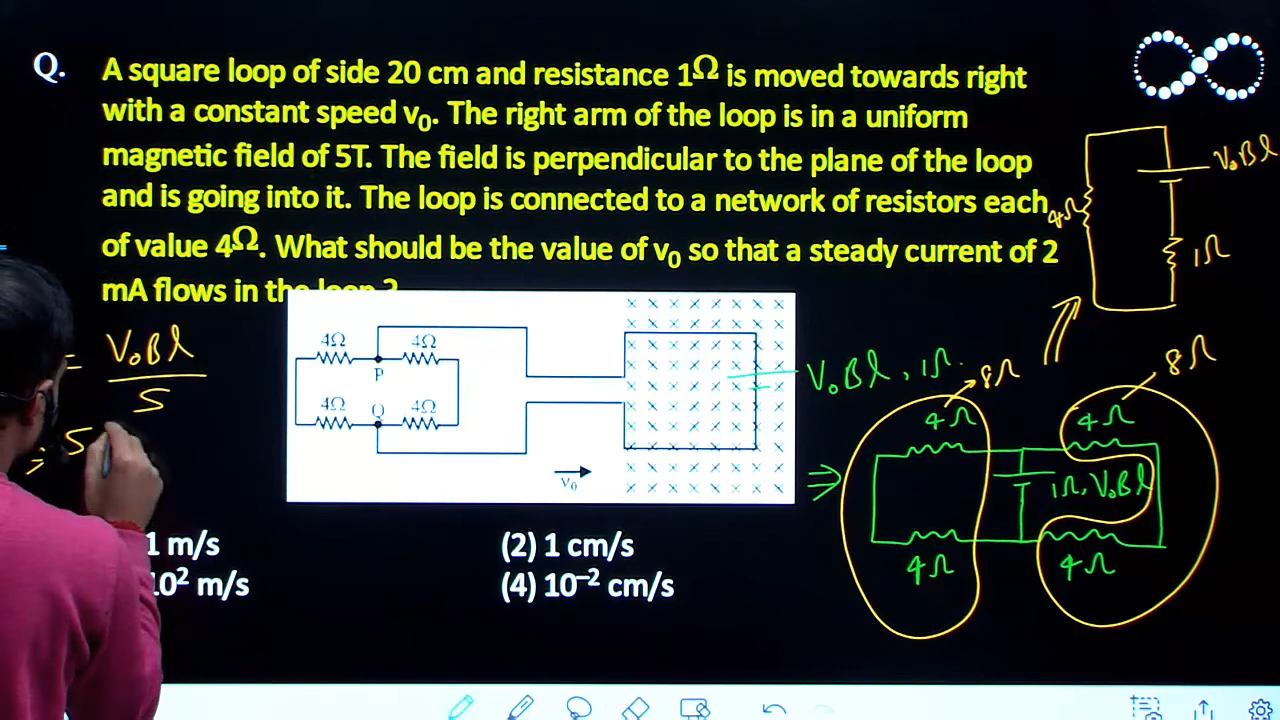 Q. A square loop of side 20 cm and resistance 1Ω is moved towards right
with a constant speed v₀. The right arm of the loop is in a uniform
magnetic field of 5T. The field is perpendicular to the plane of the loop
and is going into it. The loop is connected to a network of resistors each
of value 4Ω. What should be the value of v₀ so that a steady current of 2
mA flows in the loop ?
4Ω 4Ω
P
4Ω Q 4Ω
v₀
= V₀Bl
5
= 5
V₀Bl, 1Ω.
V₀Bl
4Ω
1Ω
8Ω
8Ω
4Ω 4Ω
1Ω, V₀Bl
4Ω 4Ω
1 m/s
(2) 1 cm/s
10² m/s
(4) 10⁻² cm/s